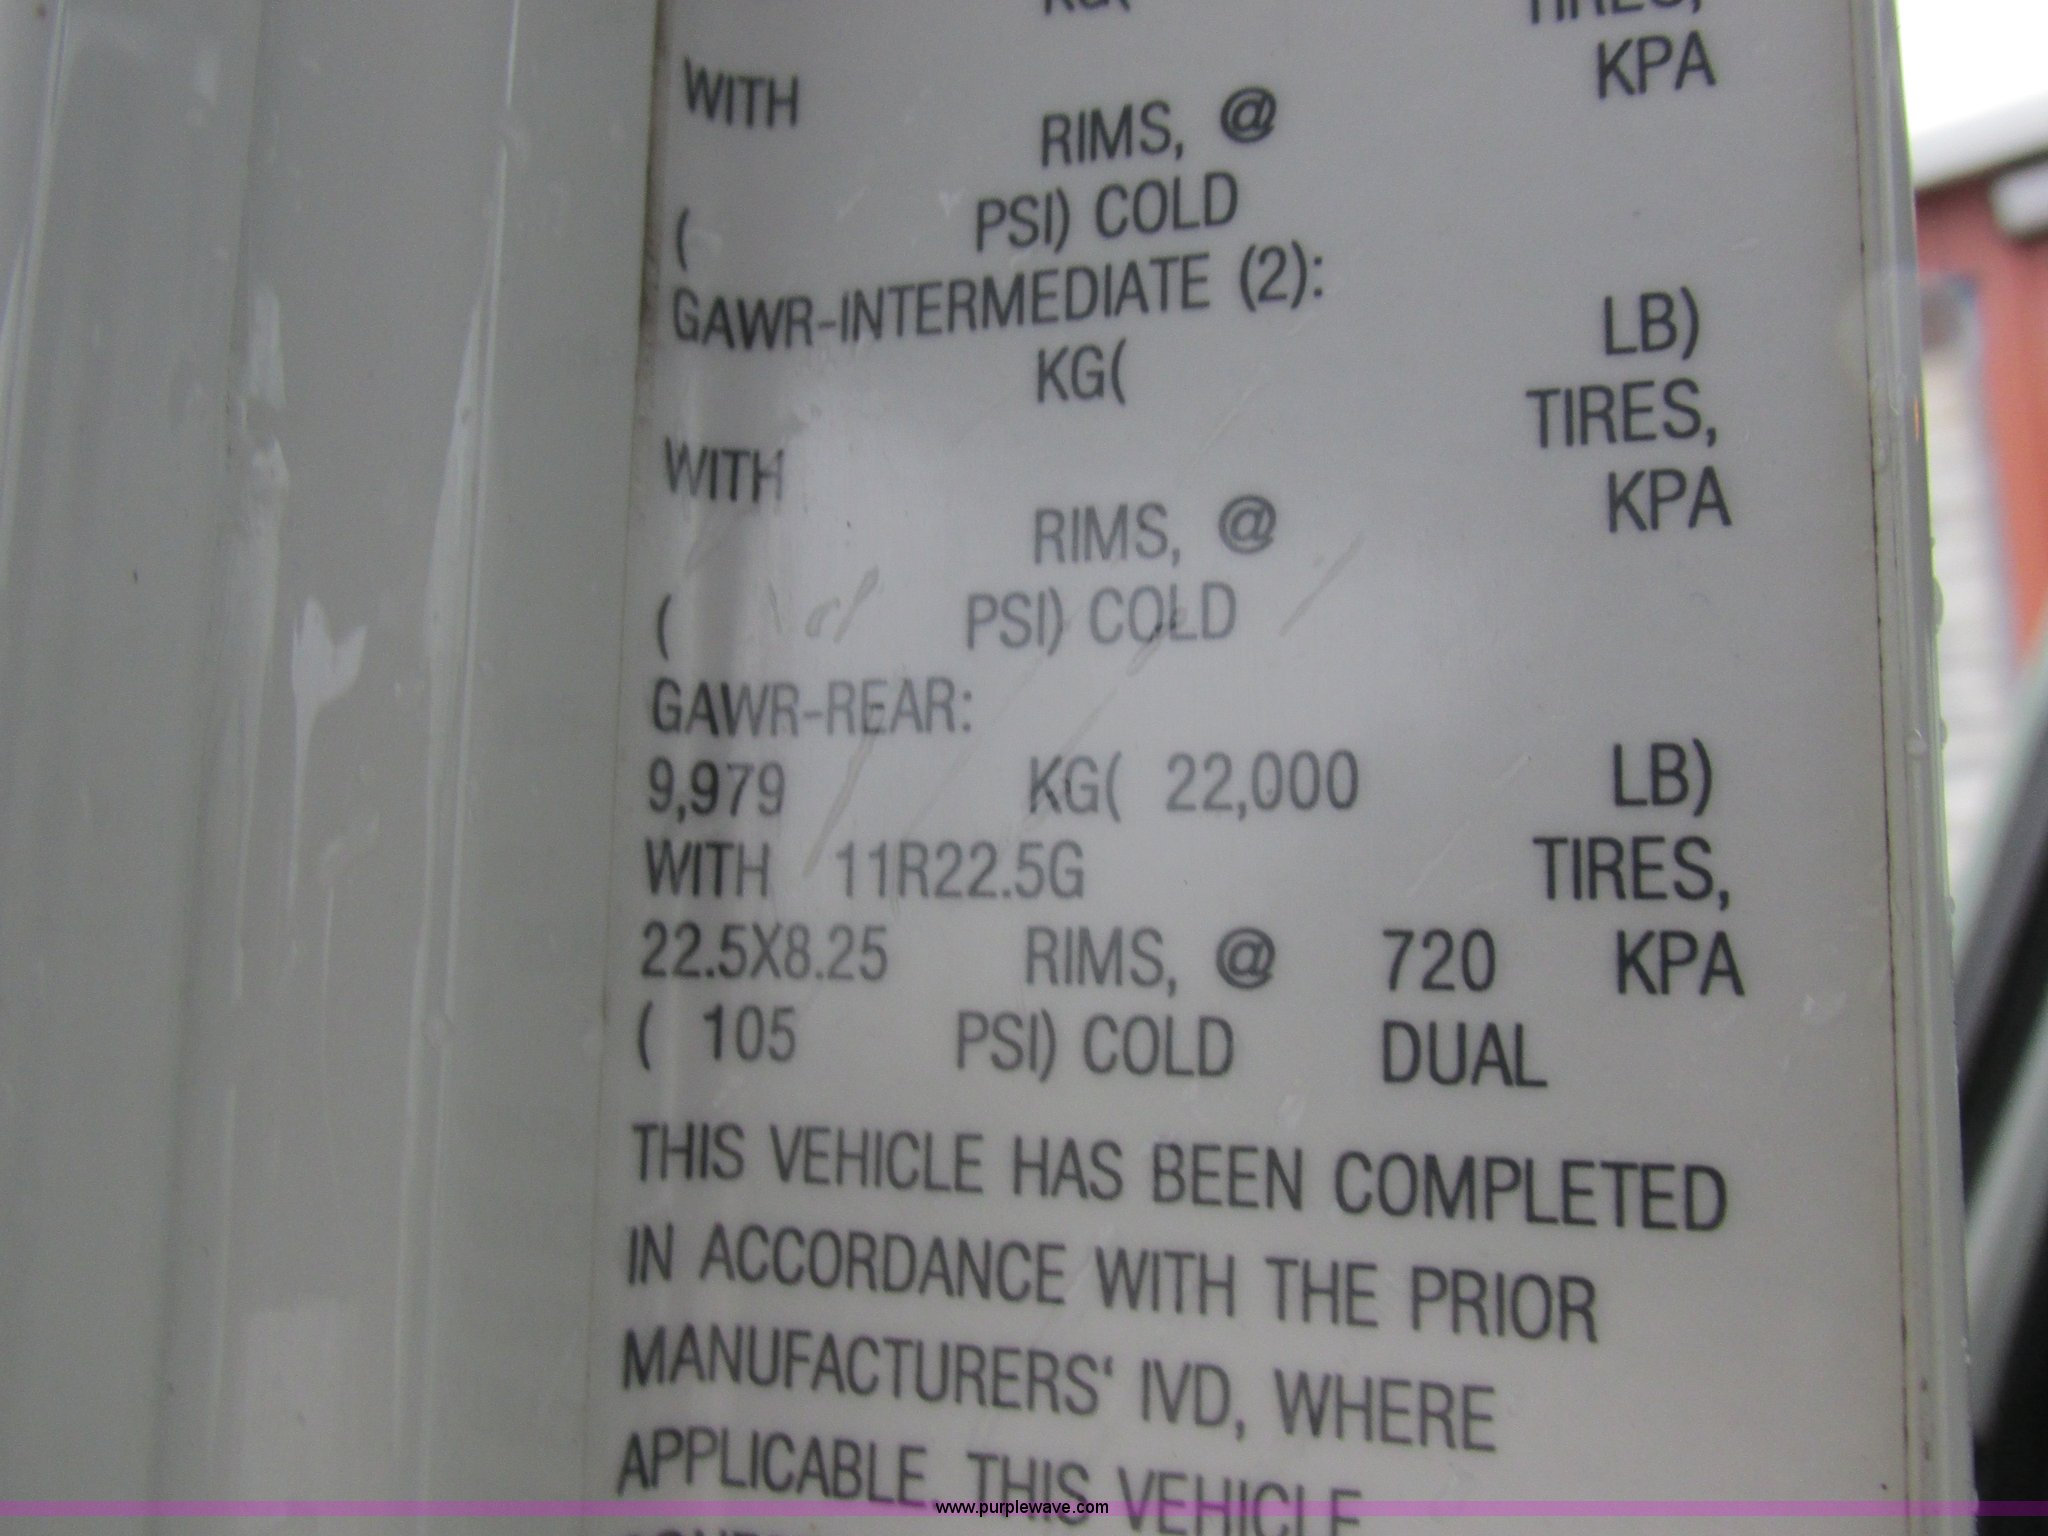 KG( TIRES,
WITH KPA
RIMS, @
( PSI) COLD
GAWR-INTERMEDIATE (2):
KG( LB)
WITH TIRES,
RIMS, @ KPA
( PSI) COLD
GAWR-REAR:
9,979 KG( 22,000 LB)
WITH 11R22.5G TIRES,
22.5X8.25 RIMS, @ 720 KPA
( 105 PSI) COLD DUAL
THIS VEHICLE HAS BEEN COMPLETED
IN ACCORDANCE WITH THE PRIOR
MANUFACTURERS' IVD, WHERE
APPLICABLE. THIS VEHICLE
www.purplewave.com